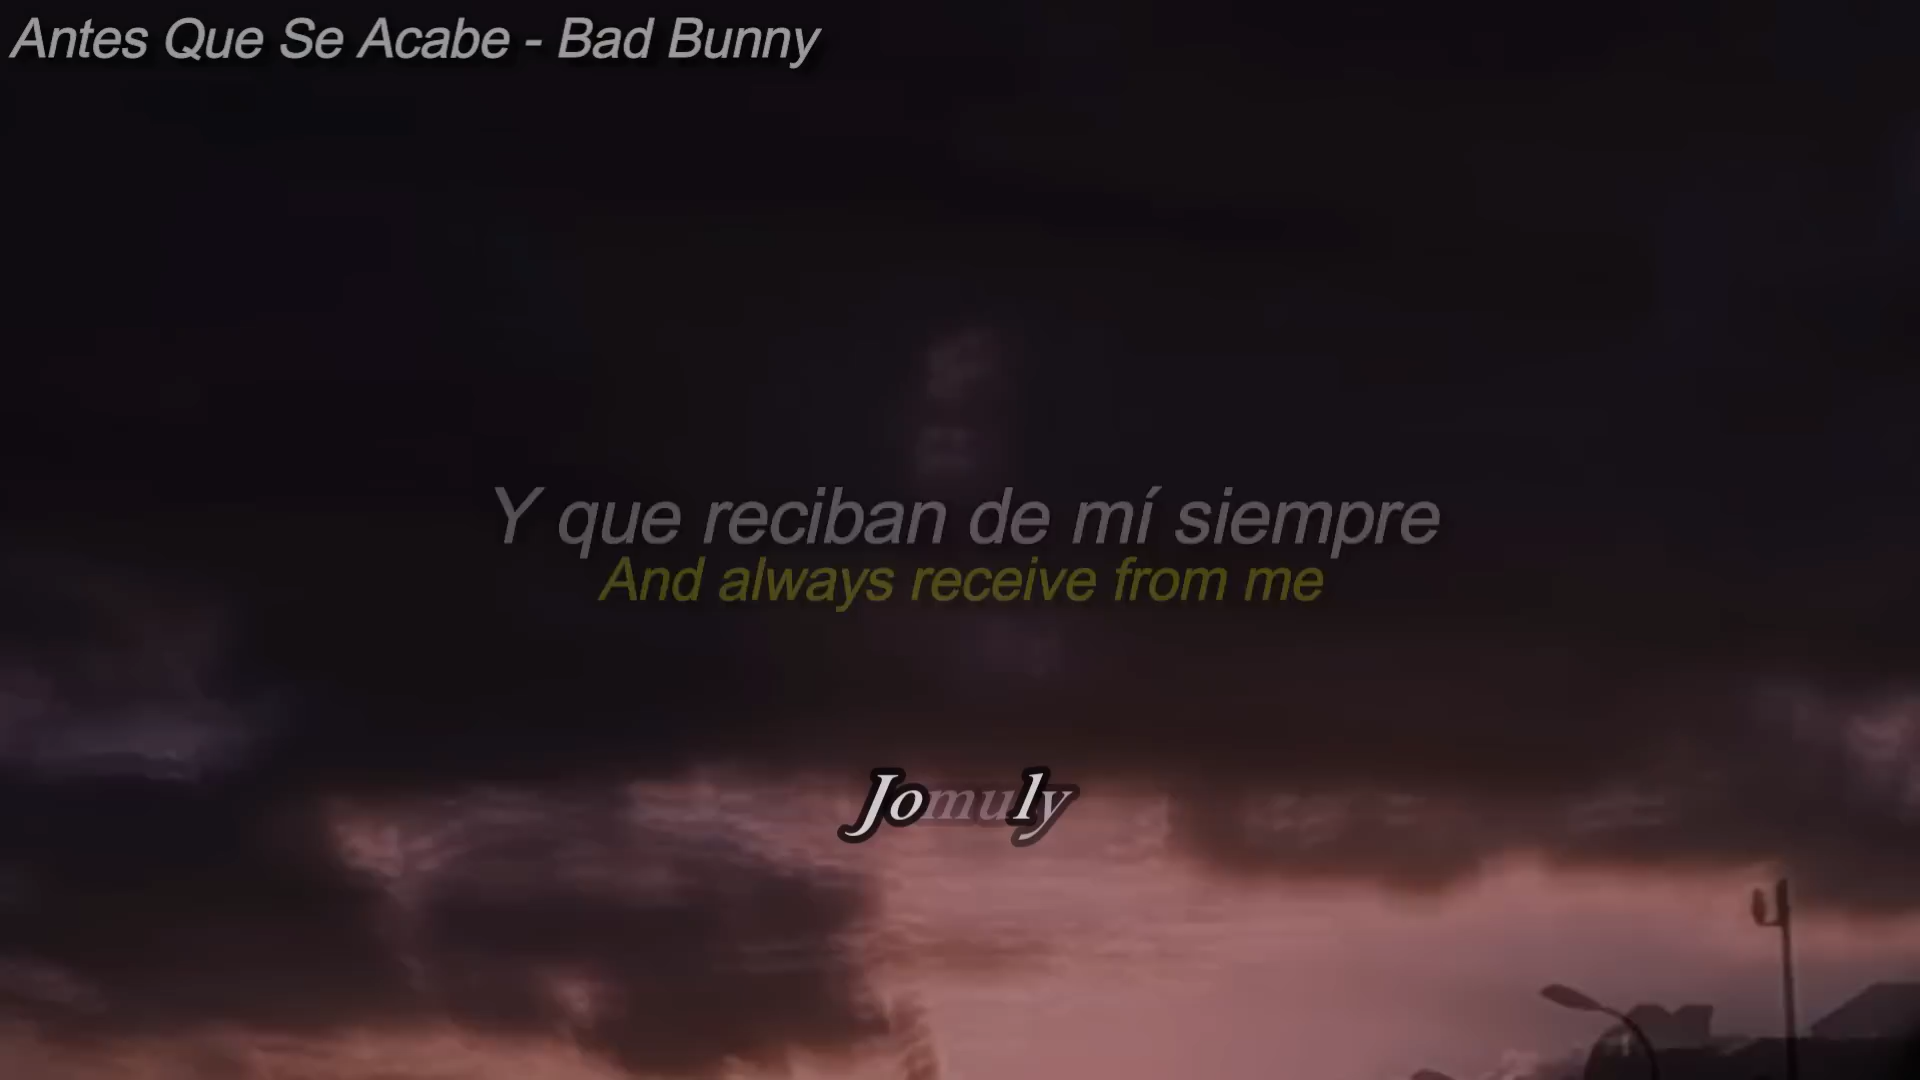 Antes Que Se Acabe - Bad Bunny
Y que reciban de mí siempre
And always receive from me
Jomuly